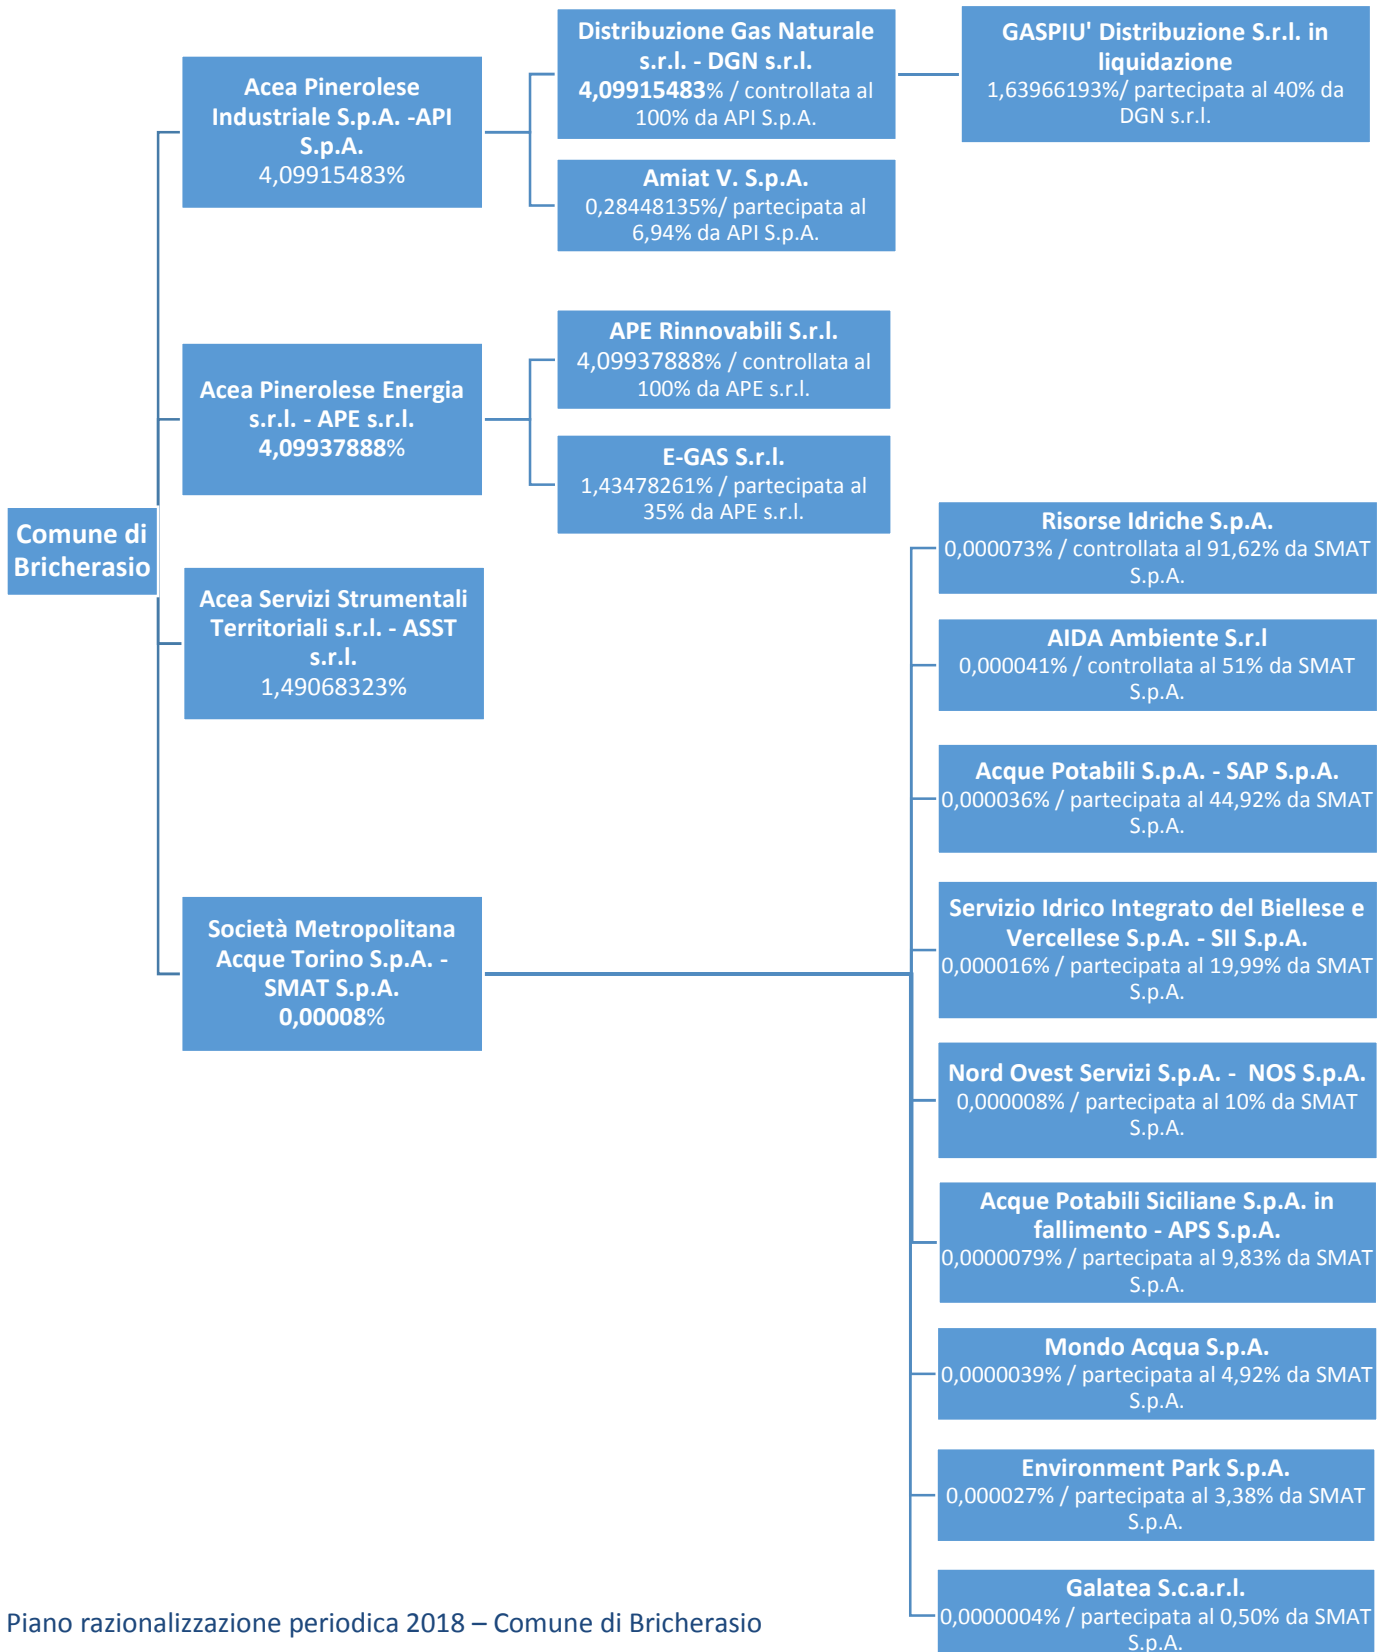 Comune di
Bricherasio
Acea Pinerolese
Industriale S.p.A. -API
S.p.A.
4,09915483%
Distribuzione Gas Naturale
s.r.l. - DGN s.r.l.
4,09915483% / controllata al
100% da API S.p.A.
GASPIU' Distribuzione S.r.l. in
liquidazione
1,63966193%/ partecipata al 40% da
DGN s.r.l.
Amiat V. S.p.A.
0,28448135%/ partecipata al
6,94% da API S.p.A.
Acea Pinerolese Energia
s.r.l. - APE s.r.l.
4,09937888%
APE Rinnovabili S.r.l.
4,09937888% / controllata al
100% da APE s.r.l.
E-GAS S.r.l.
1,43478261% / partecipata al
35% da APE s.r.l.
Acea Servizi Strumentali
Territoriali s.r.l. - ASST
s.r.l.
1,49068323%
Società Metropolitana
Acque Torino S.p.A. -
SMAT S.p.A.
0,00008%
Risorse Idriche S.p.A.
0,000073% / controllata al 91,62% da SMAT
S.p.A.
AIDA Ambiente S.r.l
0,000041% / controllata al 51% da SMAT
S.p.A.
Acque Potabili S.p.A. - SAP S.p.A.
0,000036% / partecipata al 44,92% da SMAT
S.p.A.
Servizio Idrico Integrato del Biellese e
Vercellese S.p.A. - SII S.p.A.
0,000016% / partecipata al 19,99% da SMAT
S.p.A.
Nord Ovest Servizi S.p.A. -  NOS S.p.A.
0,000008% / partecipata al 10% da SMAT
S.p.A.
Acque Potabili Siciliane S.p.A. in
fallimento - APS S.p.A.
0,0000079% / partecipata al 9,83% da SMAT
S.p.A.
Mondo Acqua S.p.A.
0,0000039% / partecipata al 4,92% da SMAT
S.p.A.
Environment Park S.p.A.
0,000027% / partecipata al 3,38% da SMAT
S.p.A.
Galatea S.c.a.r.l.
0,0000004% / partecipata al 0,50% da SMAT
S.p.A.
Piano razionalizzazione periodica 2018 – Comune di Bricherasio